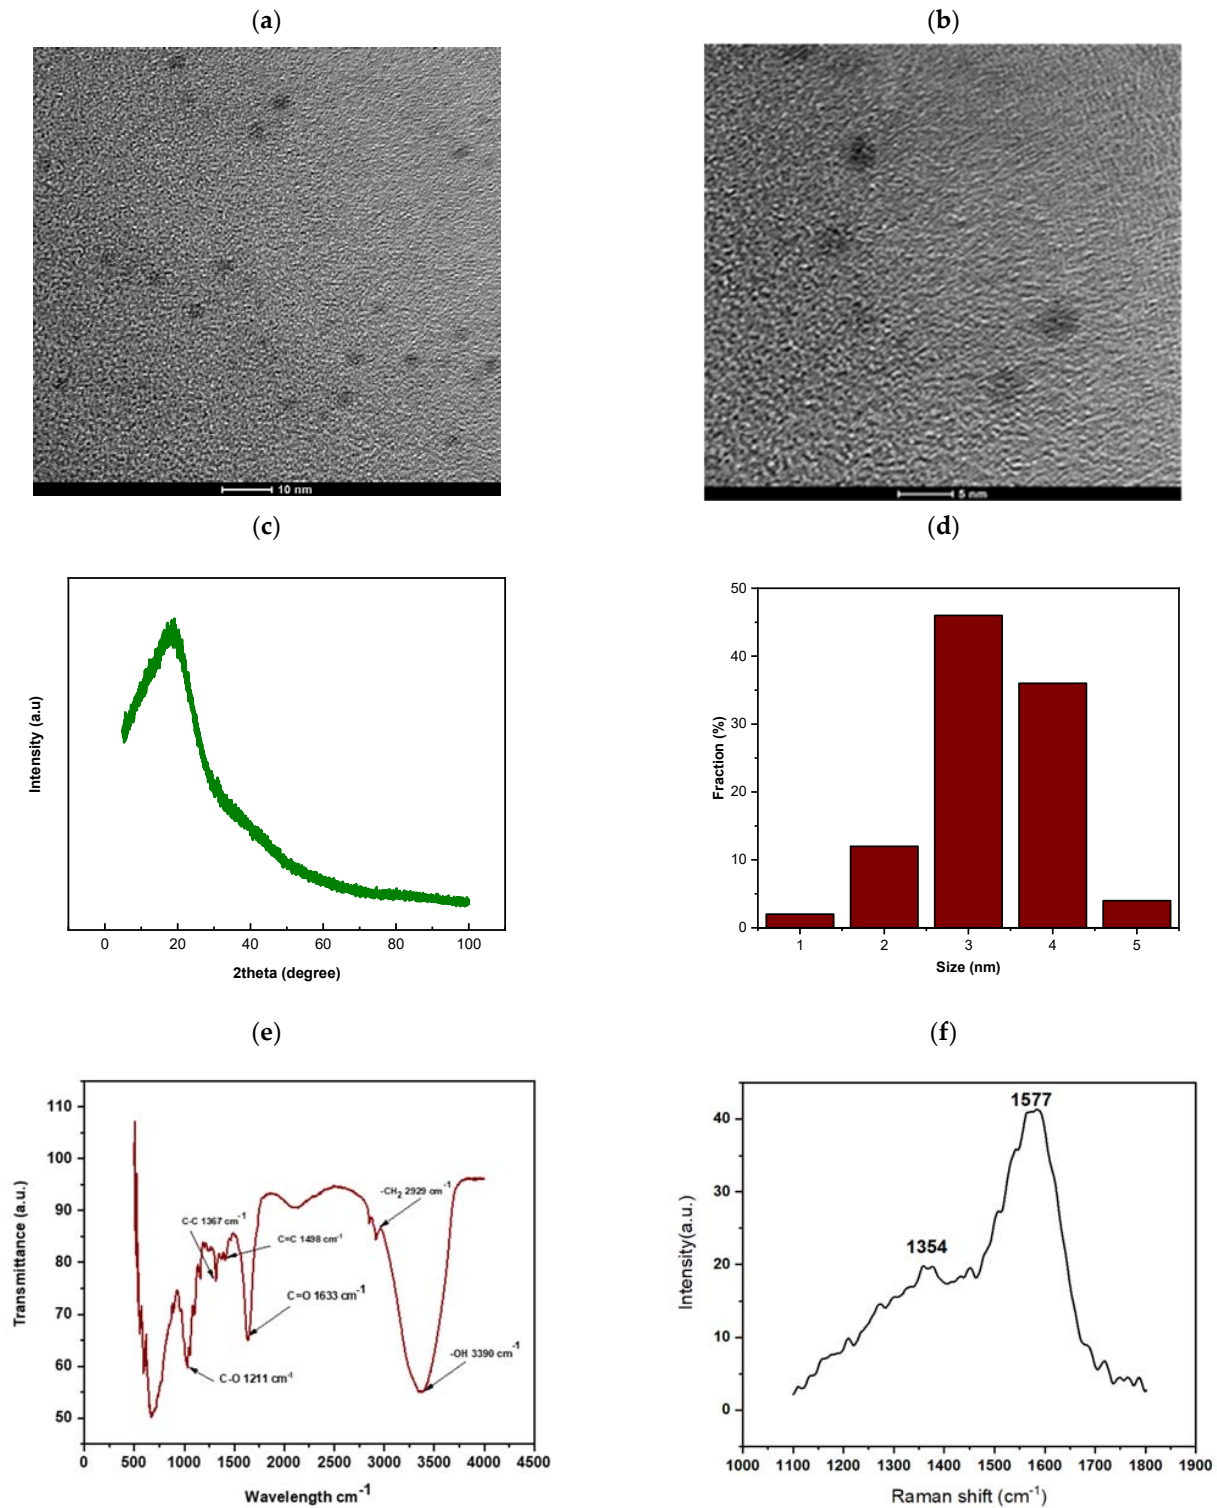 (a)
(b)
10 nm
5 nm
(c)
(d)
Intensity (a.u)
0 20 40 60 80 100
2theta (degree)
50
40
30
20
10
0
Fraction (%)
1 2 3 4 5
Size (nm)
(e)
(f)
110
100
90
80
70
60
50
Transmittance (a.u.)
-CH₂ 2929 cm⁻¹
C-C 1367 cm⁻¹
C=C 1498 cm⁻¹
C=O 1633 cm⁻¹
-OH 3390 cm⁻¹
C-O 1211 cm⁻¹
0 500 1000 1500 2000 2500 3000 3500 4000 4500
Wavelength cm⁻¹
1577
1354
40
30
20
10
0
Intensity(a.u.)
1000 1100 1200 1300 1400 1500 1600 1700 1800 1900
Raman shift (cm⁻¹)